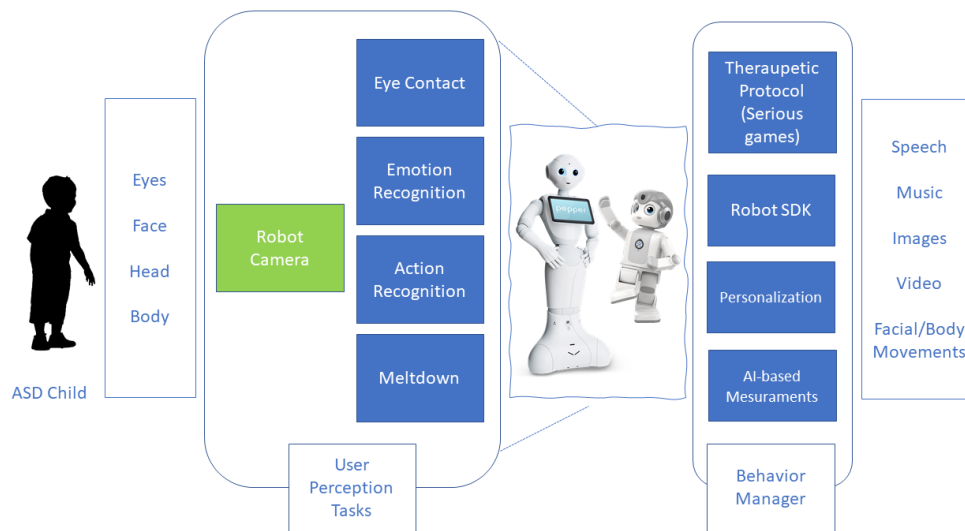 ASD Child
Eyes
Face
Head
Body
Robot
Camera
Eye Contact
Emotion
Recognition
Action
Recognition
Meltdown
User
Perception
Tasks
pepper
Theraupetic
Protocol
(Serious
games)
Robot SDK
Personalization
AI-based
Mesuraments
Behavior
Manager
Speech
Music
Images
Video
Facial/Body
Movements